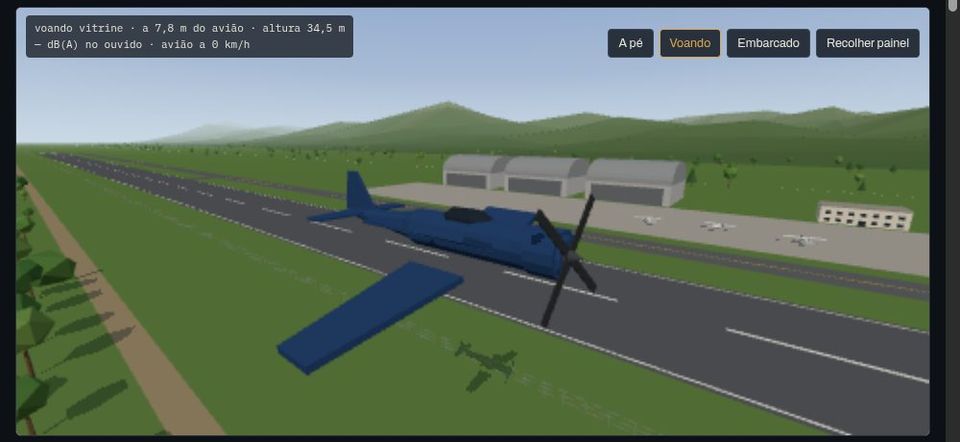 voando vitrine · a 7,8 m do avião · altura 34,5 m
— dB(A) no ouvido · avião a 0 km/h
A pé
Voando
Embarcado
Recolher painel